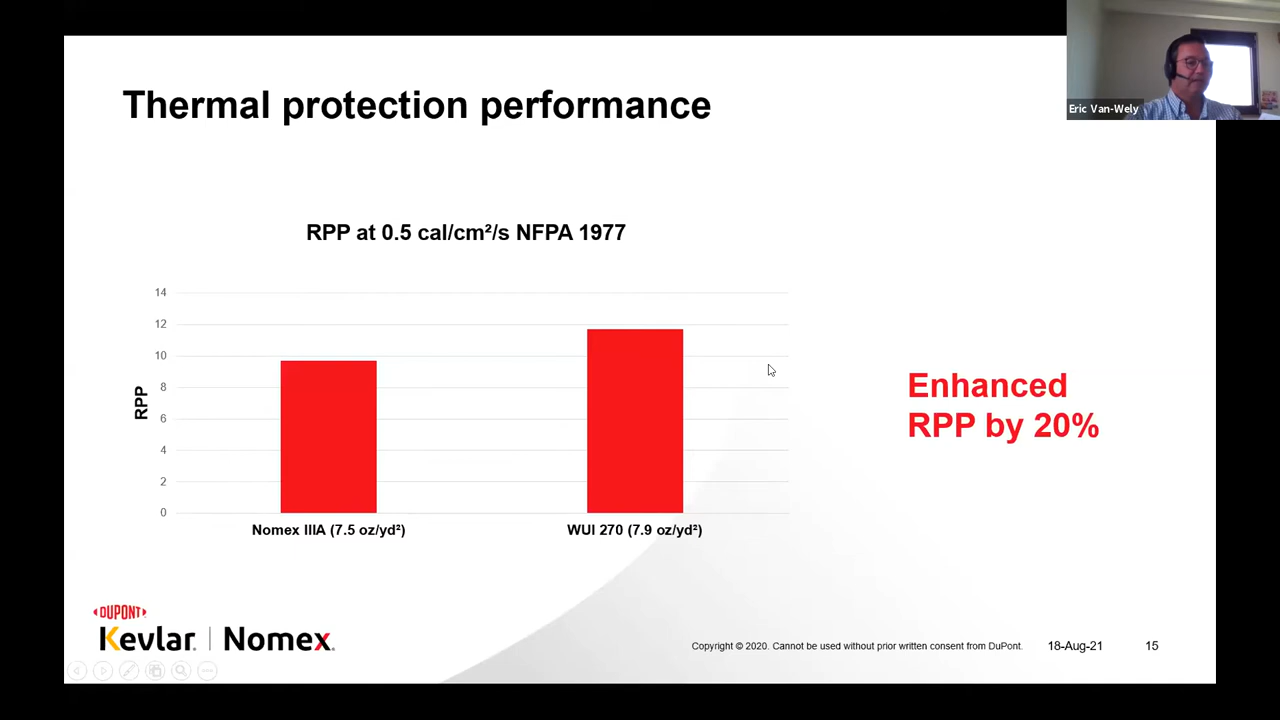 Thermal protection performance
Eric Van-Wely
RPP at 0.5 cal/cm²/s NFPA 1977
14
12
10
8
6
4
2
0
RPP
Nomex IIIA (7.5 oz/yd²)
WUI 270 (7.9 oz/yd²)
Enhanced
RPP by 20%
DUPONT
Kevlar. | Nomex.
Copyright © 2020. Cannot be used without prior written consent from DuPont.
18-Aug-21
15